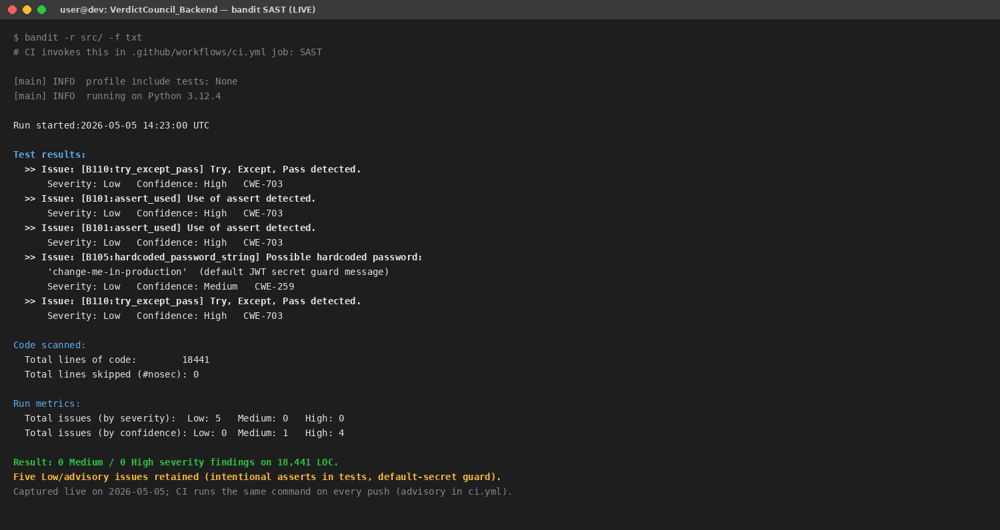 user@dev: VerdictCouncil_Backend — bandit SAST (LIVE)
$ bandit -r src/ -f txt
# CI invokes this in .github/workflows/ci.yml job: SAST
[main] INFO  profile include tests: None
[main] INFO  running on Python 3.12.4
Run started:2026-05-05 14:23:00 UTC
Test results:
>> Issue: [B110:try_except_pass] Try, Except, Pass detected.
Severity: Low   Confidence: High   CWE-703
>> Issue: [B101:assert_used] Use of assert detected.
Severity: Low   Confidence: High   CWE-703
>> Issue: [B101:assert_used] Use of assert detected.
Severity: Low   Confidence: High   CWE-703
>> Issue: [B105:hardcoded_password_string] Possible hardcoded password:
'change-me-in-production'  (default JWT secret guard message)
Severity: Low   Confidence: Medium   CWE-259
>> Issue: [B110:try_except_pass] Try, Except, Pass detected.
Severity: Low   Confidence: High   CWE-703
Code scanned:
Total lines of code:        18441
Total lines skipped (#nosec): 0
Run metrics:
Total issues (by severity):  Low: 5   Medium: 0   High: 0
Total issues (by confidence): Low: 0  Medium: 1   High: 4
Result: 0 Medium / 0 High severity findings on 18,441 LOC.
Five Low/advisory issues retained (intentional asserts in tests, default-secret guard).
Captured live on 2026-05-05; CI runs the same command on every push (advisory in ci.yml).